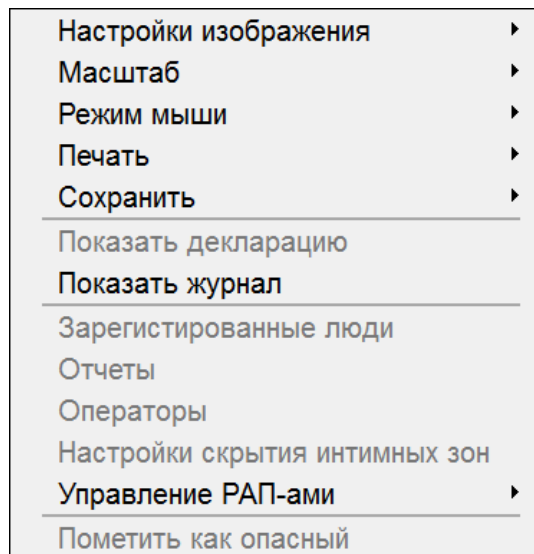 Настройки изображения
Масштаб
Режим мыши
Печать
Сохранить
Показать декларацию
Показать журнал
Зарегистированные люди
Отчеты
Операторы
Настройки скрытия интимных зон
Управление РАП-ами
Пометить как опасный